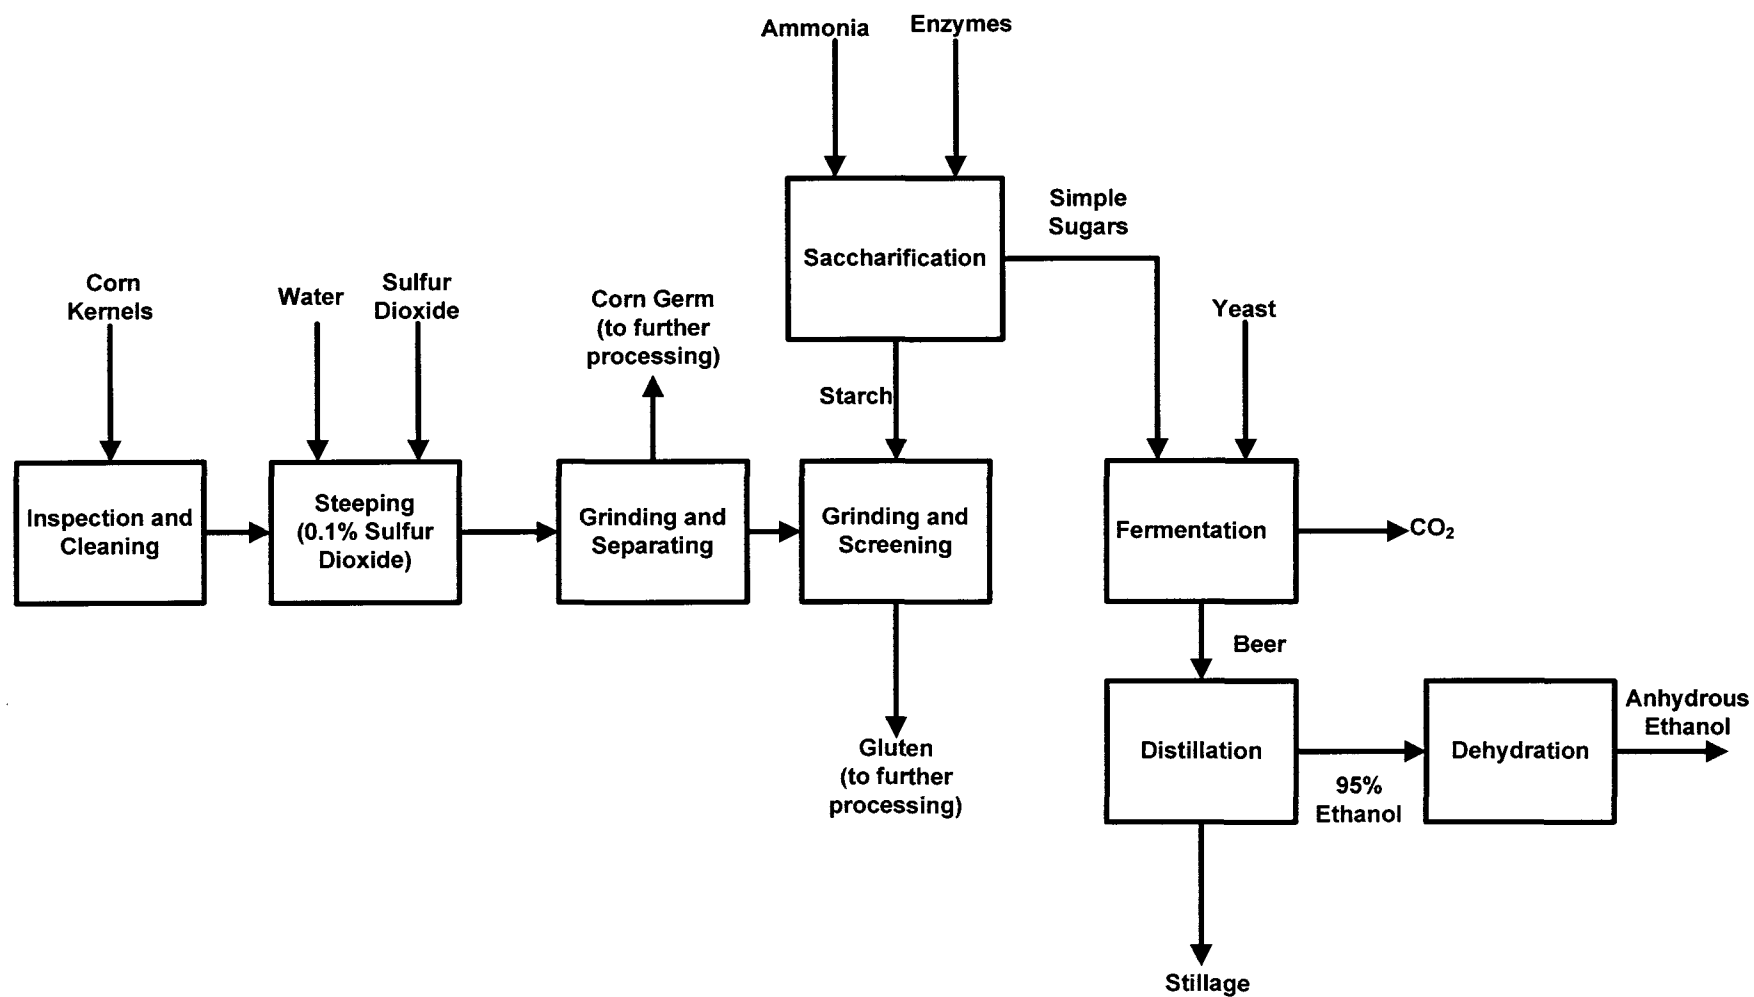 Ammonia
Enzymes
Simple
Sugars
Saccharification
Corn
Kernels
Water
Sulfur
Dioxide
Corn Germ
(to further
processing)
Yeast
Starch
Inspection and
Cleaning
Steeping
(0.1% Sulfur
Dioxide)
Grinding and
Separating
Grinding and
Screening
Fermentation
CO₂
Beer
Gluten
(to further
processing)
Distillation
95%
Ethanol
Dehydration
Anhydrous
Ethanol
Stillage